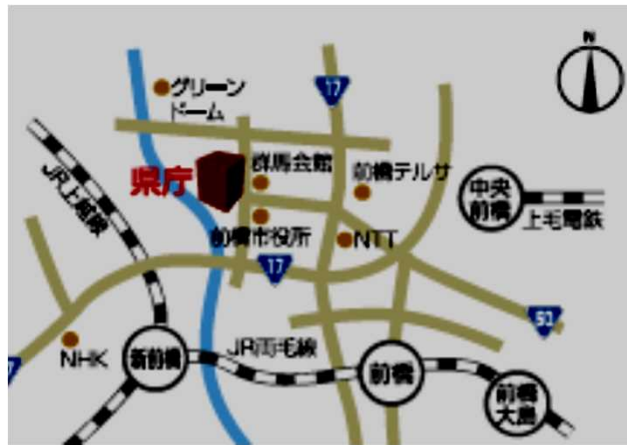 N
グリーン
ドーム
17
JR上越線
県庁
群馬会館
前橋テルサ
中央
前橋
上毛電鉄
前橋市役所
NTT
17
NHK
新前橋
JR両毛線
前橋
前橋
大島